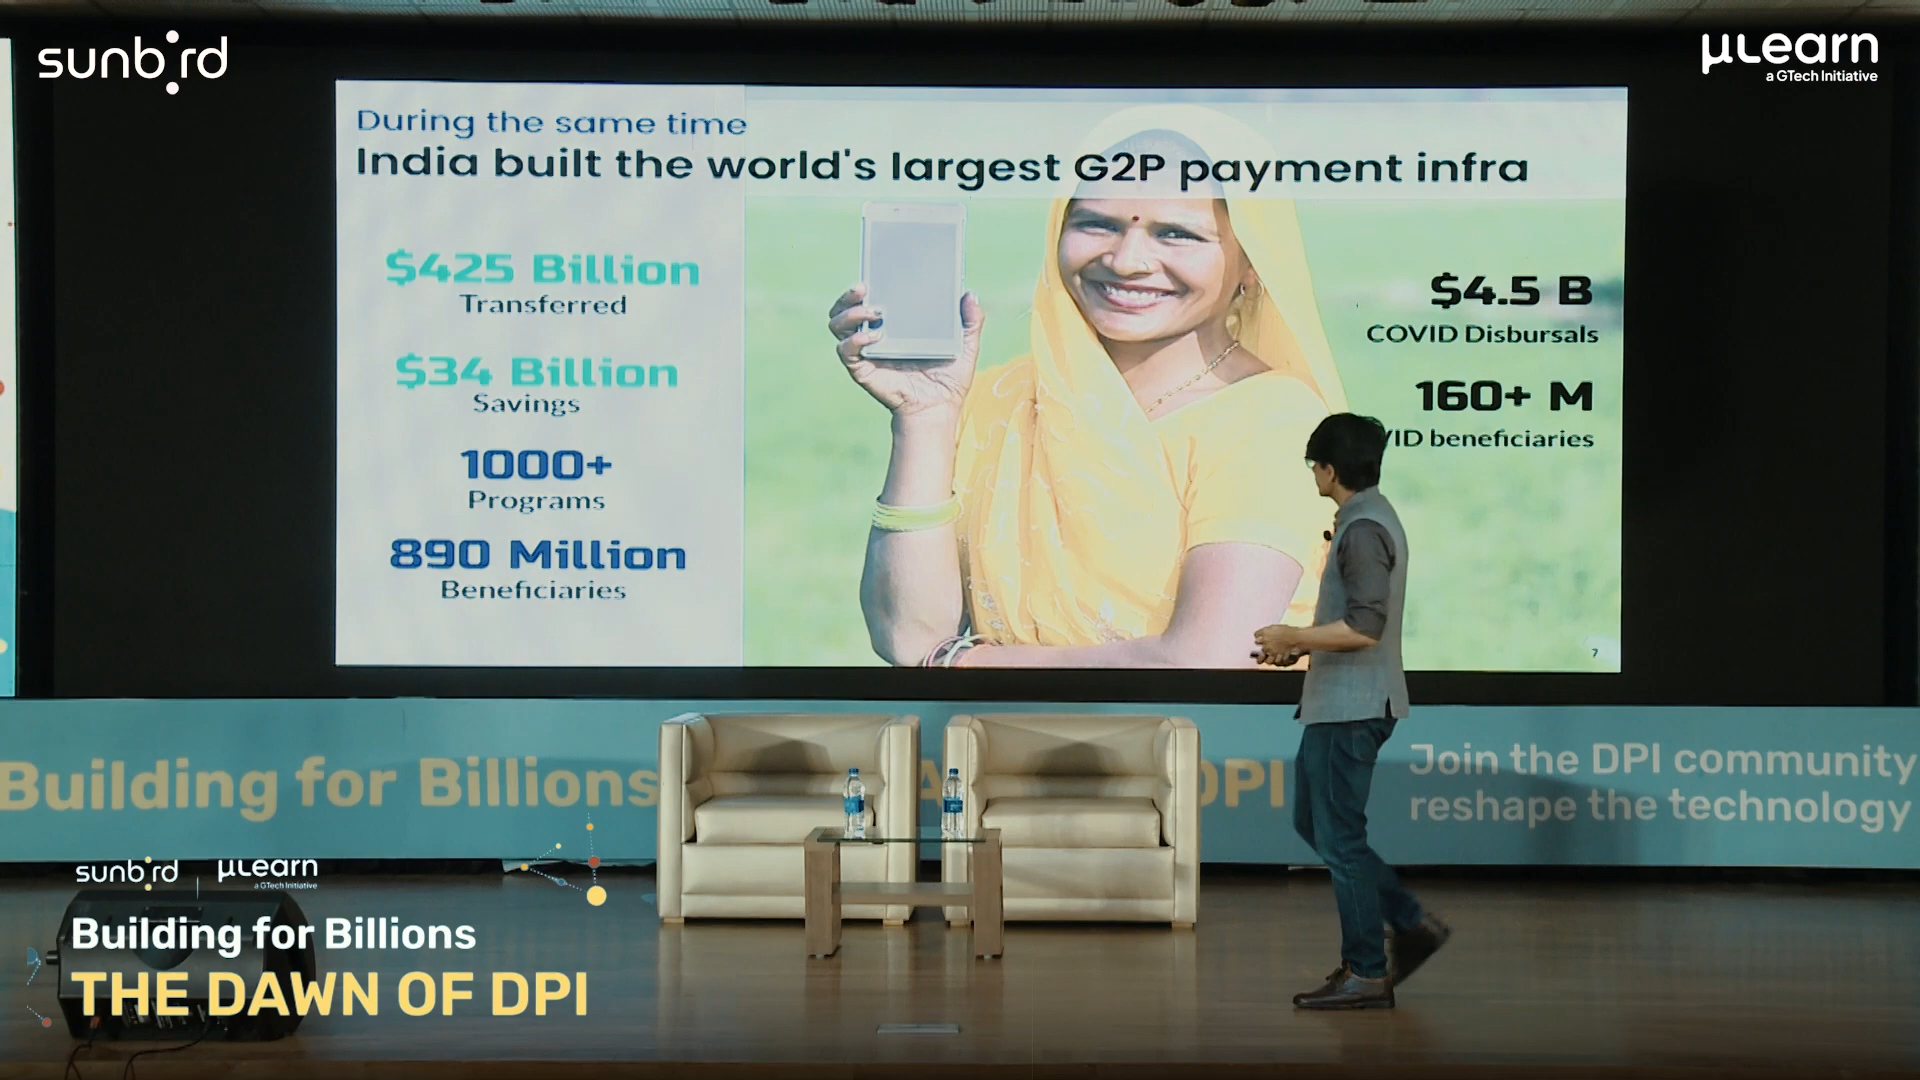 sunbird
µLearn
a GTech Initiative
During the same time
India built the world's largest G2P payment infra
$425 Billion
Transferred
$34 Billion
Savings
1000+
Programs
890 Million
Beneficiaries
$4.5 B
COVID Disbursals
160+ M
beneficiaries
7
Building for Billions
DPI
Join the DPI community
reshape the technology
sunbird
µLearn
a GTech Initiative
Building for Billions
THE DAWN OF DPI